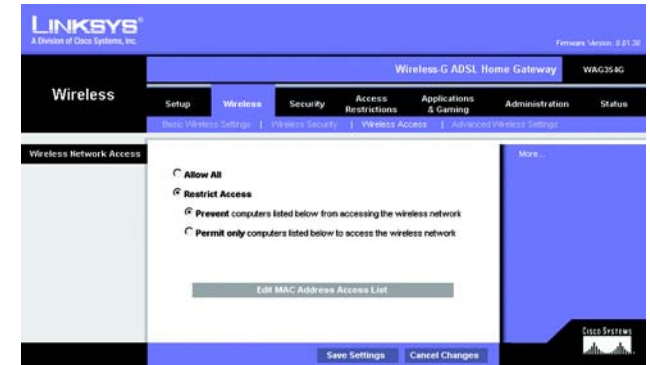 LINKSYS®
A Division of Cisco Systems, Inc.
Firmware Version: 0.01.30
Wireless-G ADSL Home Gateway WAG354G
Wireless
Setup Wireless Security Access Restrictions Applications & Gaming Administration Status
Basic Wireless Settings | Wireless Security | Wireless Access | Advanced Wireless Settings
Wireless Network Access
More...
Allow All
Restrict Access
Prevent computers listed below from accessing the wireless network
Permit only computers listed below to access the wireless network
Edit MAC Address Access List
Save Settings Cancel Changes
CISCO SYSTEMS